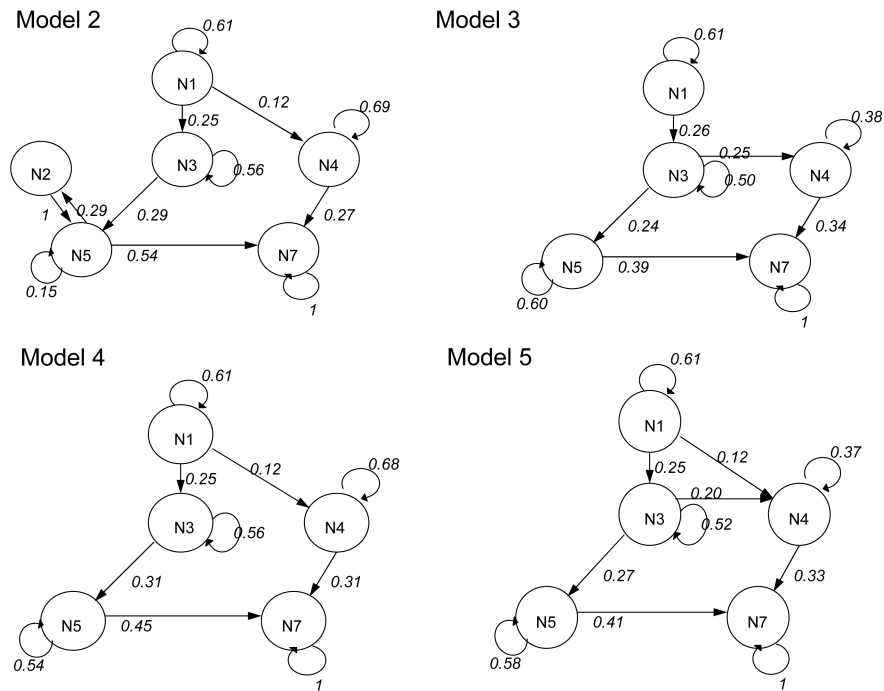 Model 2
0.61
N1
0.12
0.69
0.25
N2
N3
0.56
N4
1
0.29
0.29
0.27
N5
0.54
N7
0.15
1
Model 3
0.61
N1
0.26
0.38
0.25
N3
0.50
N4
0.24
0.34
N5
0.39
N7
0.60
1
Model 4
0.61
N1
0.12
0.68
0.25
N3
0.56
N4
0.31
0.31
N5
0.45
N7
0.54
1
Model 5
0.61
N1
0.12
0.37
0.25
0.20
N3
0.52
N4
0.27
0.33
N5
0.41
N7
0.58
1